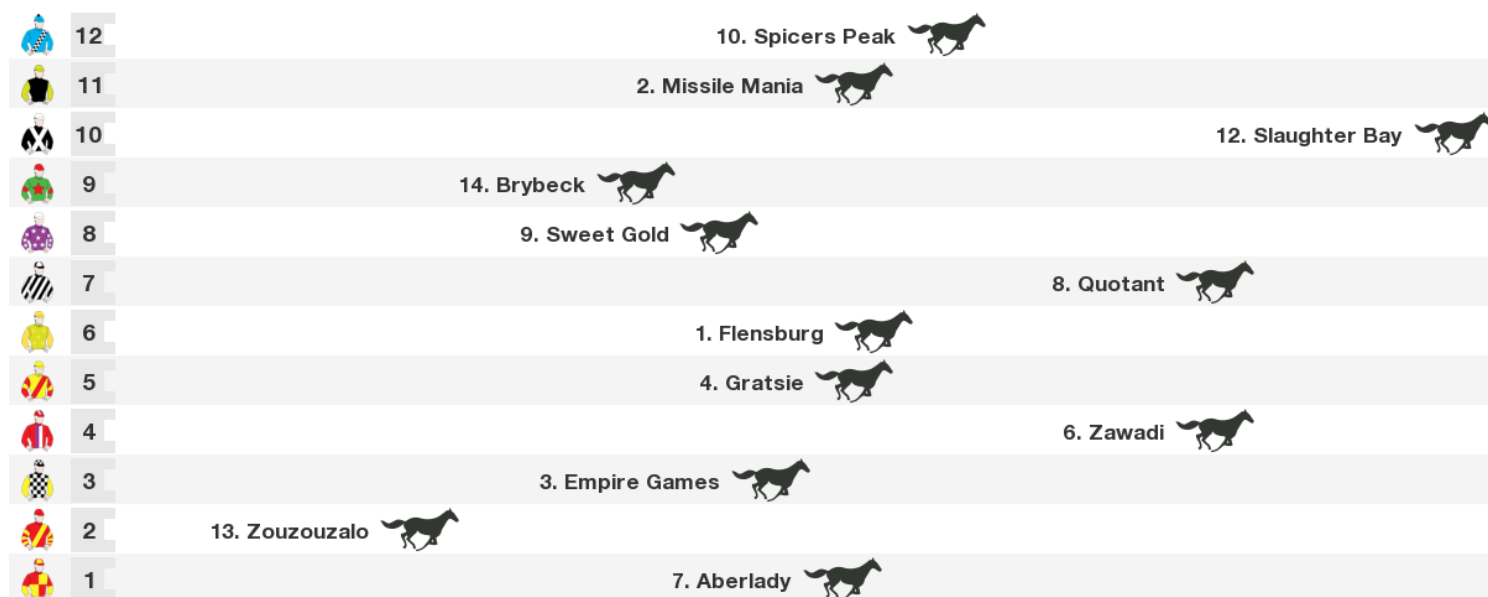 12 10. Spicers Peak
11 2. Missile Mania
10 12. Slaughter Bay
9 14. Brybeck
8 9. Sweet Gold
7 8. Quotant
6 1. Flensburg
5 4. Gratsie
4 6. Zawadi
3 3. Empire Games
2 13. Zouzouzalo
1 7. Aberlady